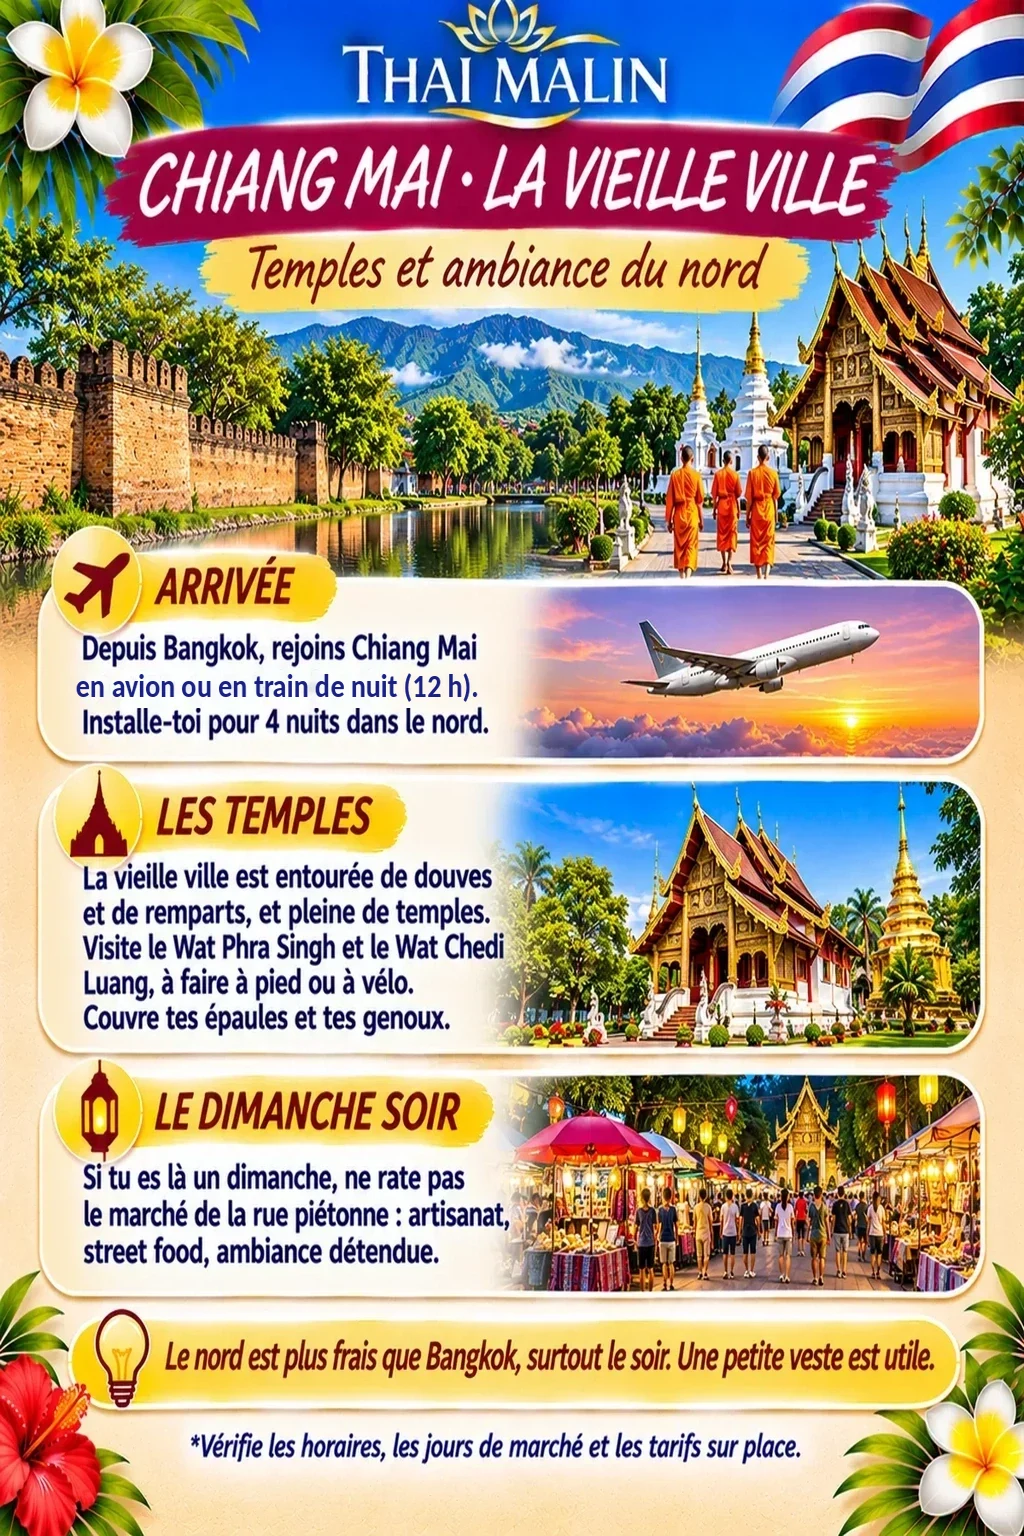 THAI MALIN
CHIANG MAI • LA VIEILLE VILLE
Temples et ambiance du nord
ARRIVÉE
Depuis Bangkok, rejoins Chiang Mai
en avion ou en train de nuit (12 h).
Installe-toi pour 4 nuits dans le nord.
LES TEMPLES
La vieille ville est entourée de douves
et de remparts, et pleine de temples.
Visite le Wat Phra Singh et le Wat Chedi
Luang, à faire à pied ou à vélo.
Couvre tes épaules et tes genoux.
LE DIMANCHE SOIR
Si tu es là un dimanche, ne rate pas
le marché de la rue piétonne : artisanat,
street food, ambiance détendue.
Le nord est plus frais que Bangkok, surtout le soir. Une petite veste est utile.
*Vérifie les horaires, les jours de marché et les tarifs sur place.